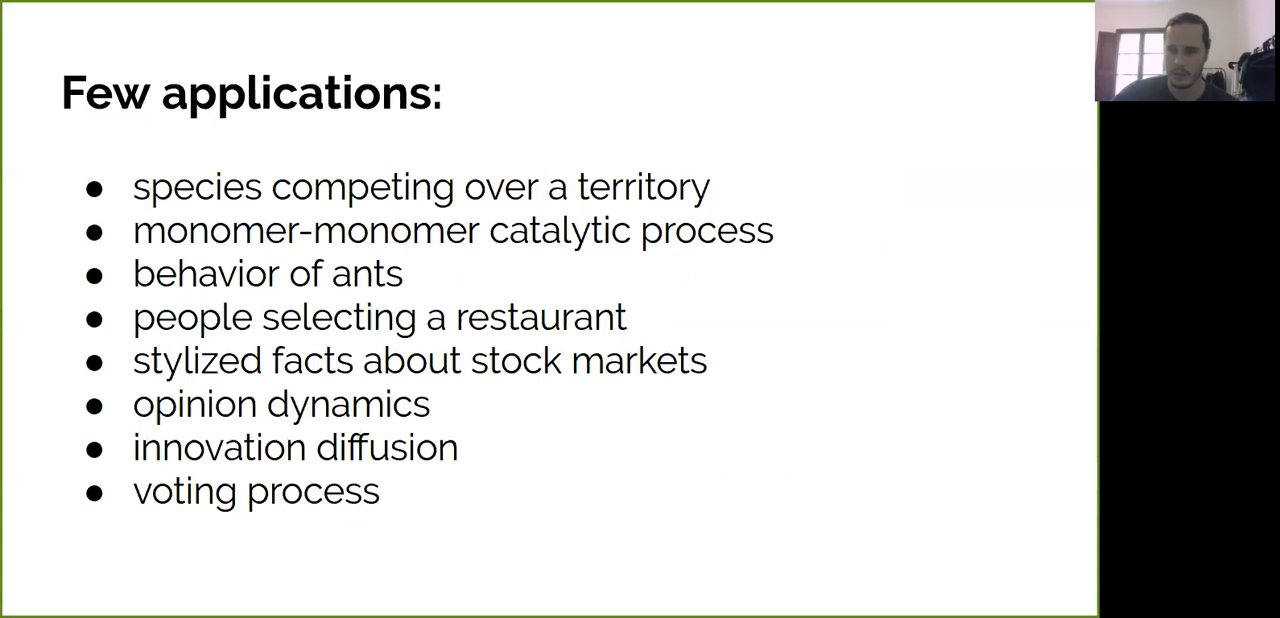 Few applications:
● species competing over a territory
● monomer-monomer catalytic process
● behavior of ants
● people selecting a restaurant
● stylized facts about stock markets
● opinion dynamics
● innovation diffusion
● voting process